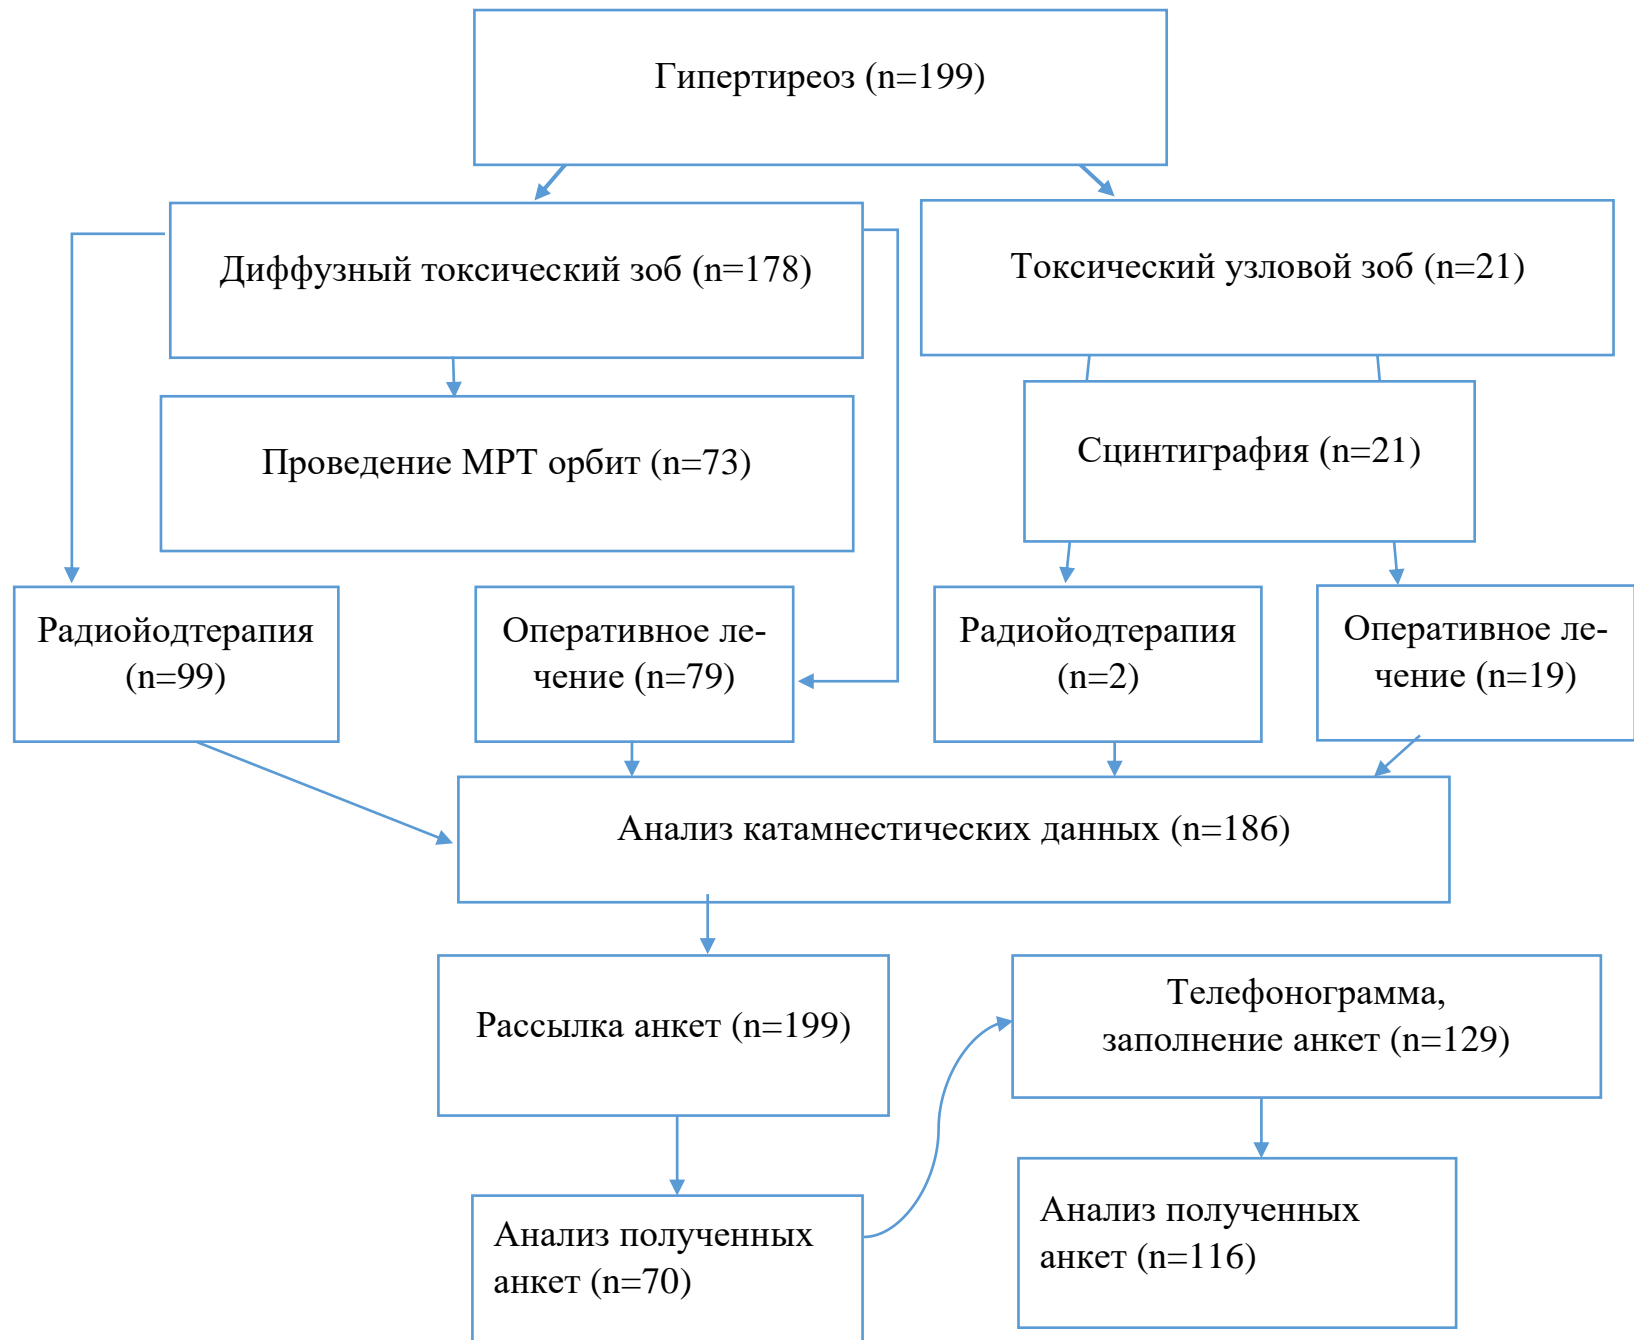 Гипертиреоз (n=199)
Диффузный токсический зоб (n=178)
Токсический узловой зоб (n=21)
Проведение МРТ орбит (n=73)
Сцинтиграфия (n=21)
Радиойодтерапия
(n=99)
Оперативное ле-
чение (n=79)
Радиойодтерапия
(n=2)
Оперативное ле-
чение (n=19)
Анализ катамнестических данных (n=186)
Рассылка анкет (n=199)
Телефонограмма,
заполнение анкет (n=129)
Анализ полученных
анкет (n=70)
Анализ полученных
анкет (n=116)